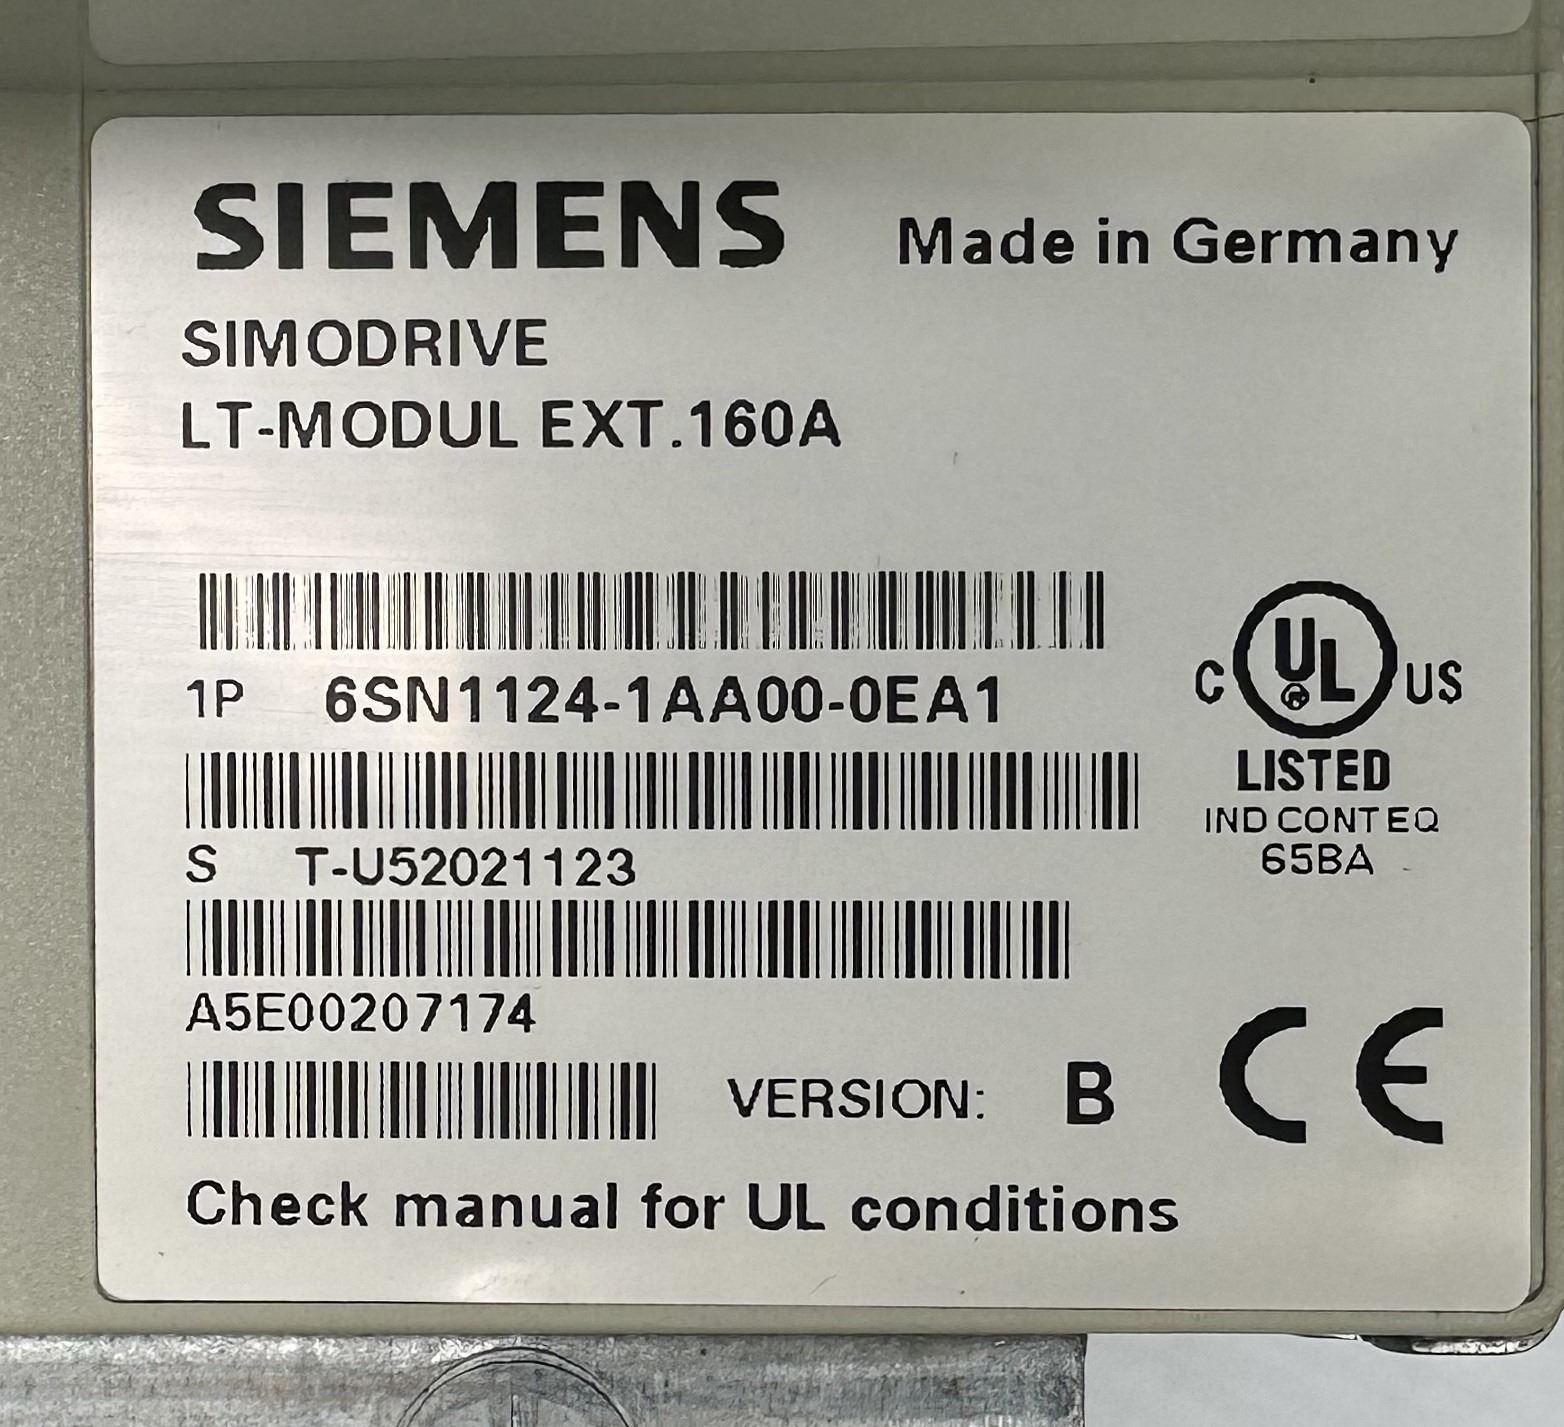 SIEMENS Made in Germany
SIMODRIVE
LT-MODUL EXT.160A
1P 6SN1124-1AA00-0EA1
C UL US
®
LISTED
IND CONT EQ
65BA
S T-U52021123
A5E00207174
VERSION: B CE
Check manual for UL conditions